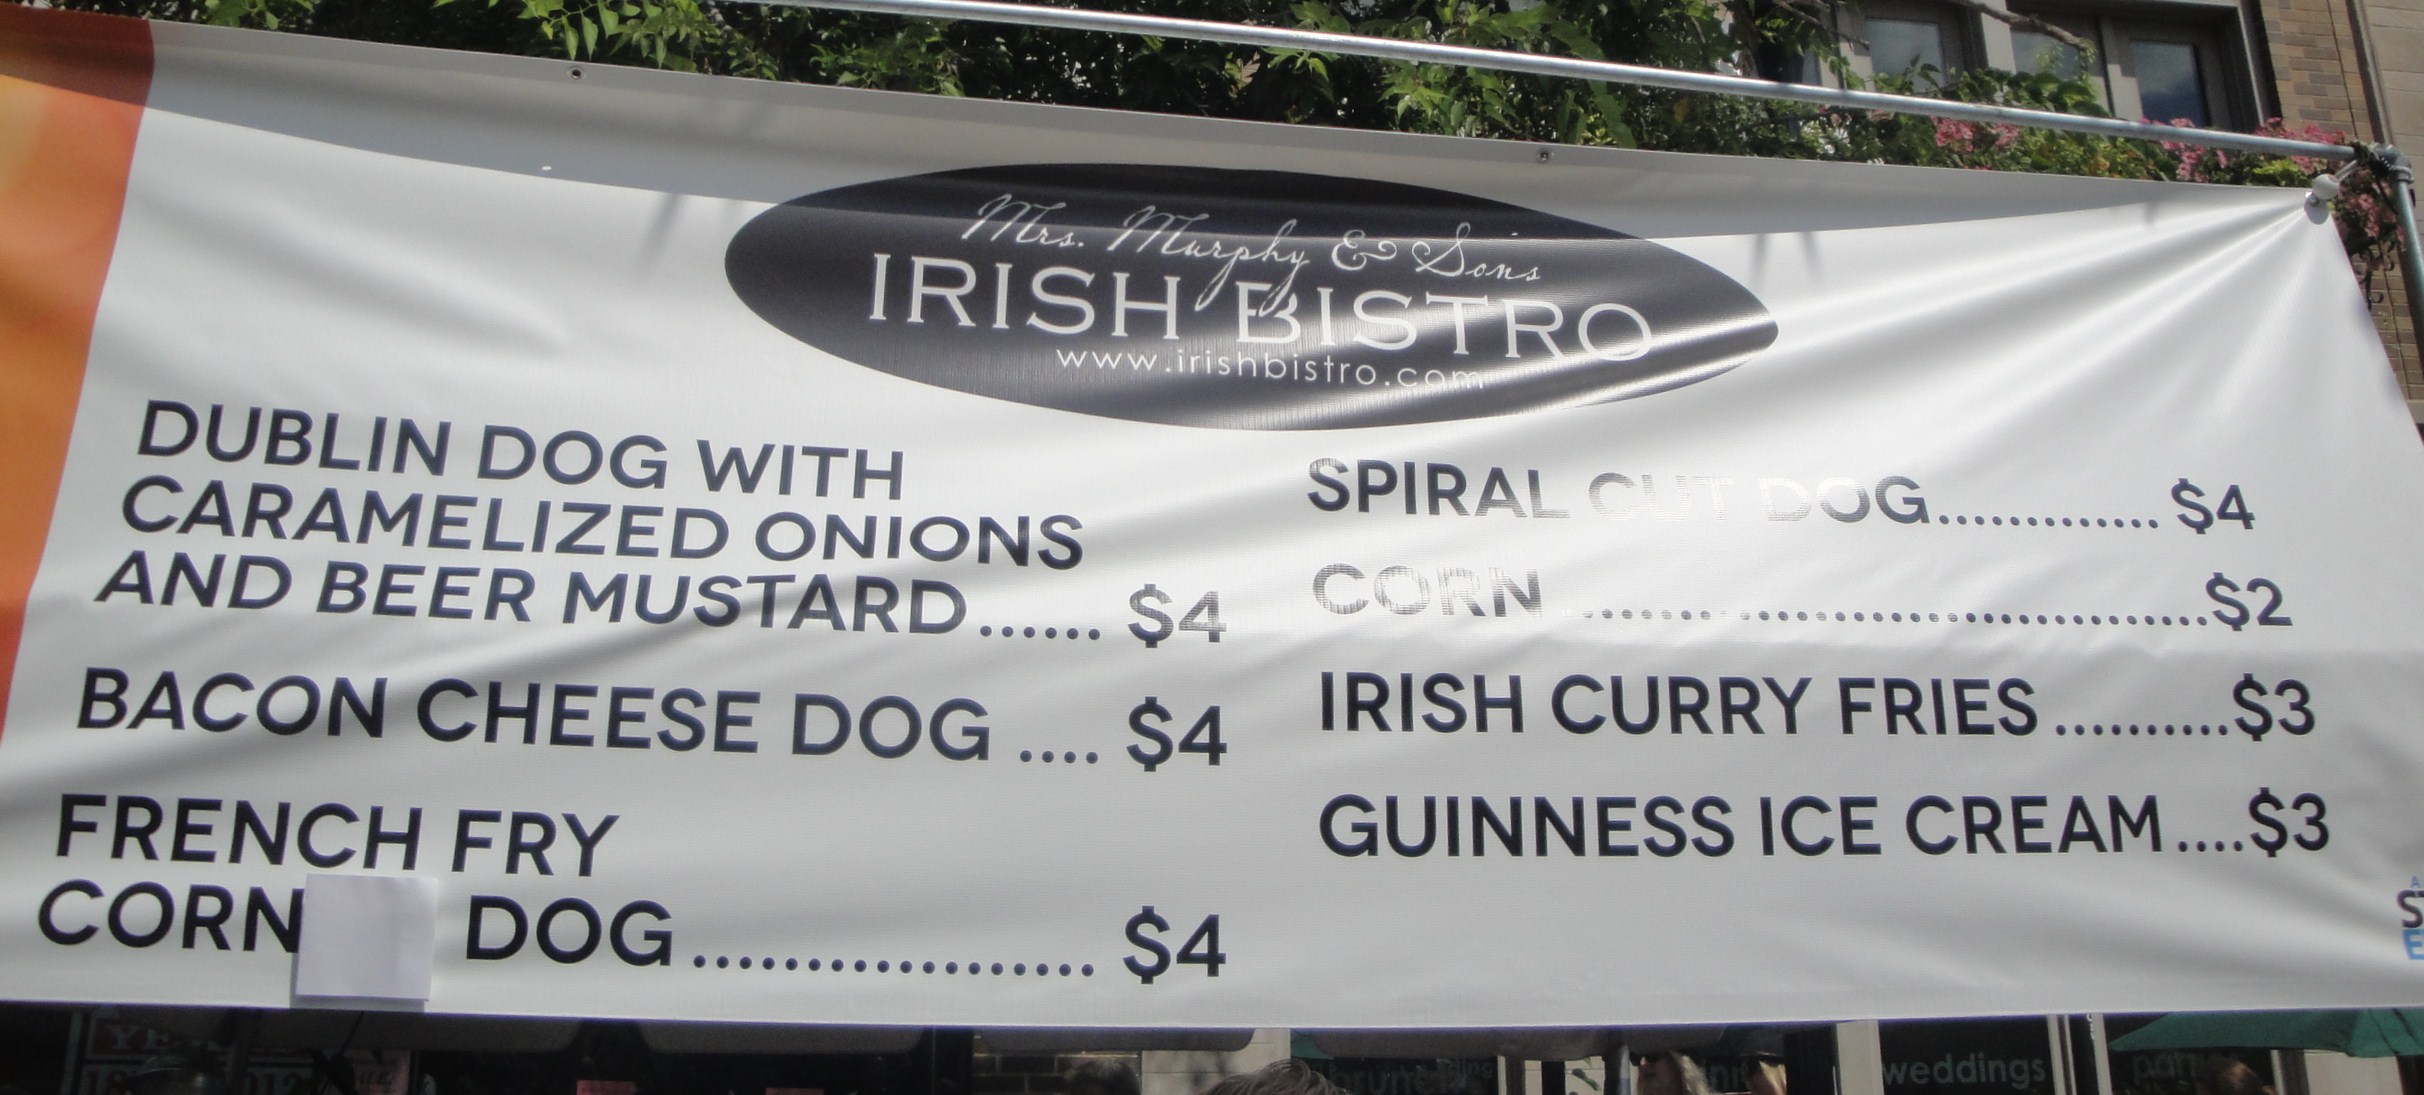 Mrs. Murphy & Sons
IRISH BISTRO
www.irishbistro.com
DUBLIN DOG WITH
CARAMELIZED ONIONS
AND BEER MUSTARD...... $4
BACON CHEESE DOG .... $4
FRENCH FRY
CORN DOG.................. $4
SPIRAL CUT DOG............. $4
CORN ....................................$2
IRISH CURRY FRIES ..........$3
GUINNESS ICE CREAM....$3
weddings